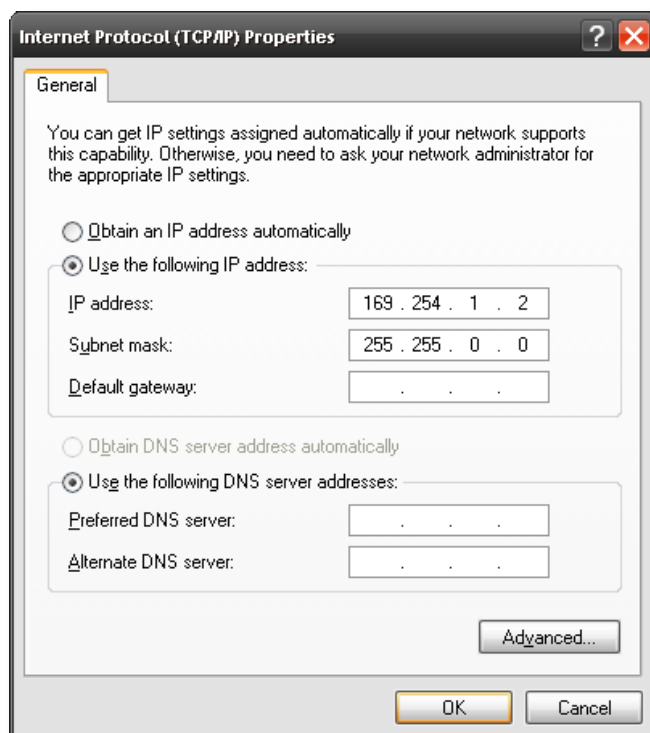 Internet Protocol (TCP/IP) Properties
?
General
You can get IP settings assigned automatically if your network supports
this capability. Otherwise, you need to ask your network administrator for
the appropriate IP settings.
Obtain an IP address automatically
Use the following IP address:
IP address: 169 . 254 . 1 . 2
Subnet mask: 255 . 255 . 0 . 0
Default gateway: . . .
Obtain DNS server address automatically
Use the following DNS server addresses:
Preferred DNS server: . . .
Alternate DNS server: . . .
Advanced...
OK Cancel